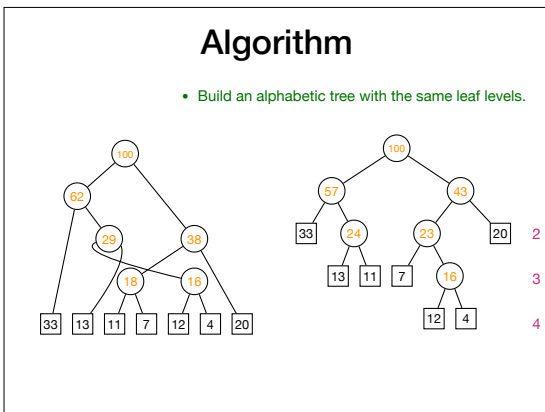 Algorithm
• Build an alphabetic tree with the same leaf levels.
100
62
29 38
18 16
33 13 11 7 12 4 20
100
57 43
33 24 23 20 2
13 11 7 16 3
12 4 4